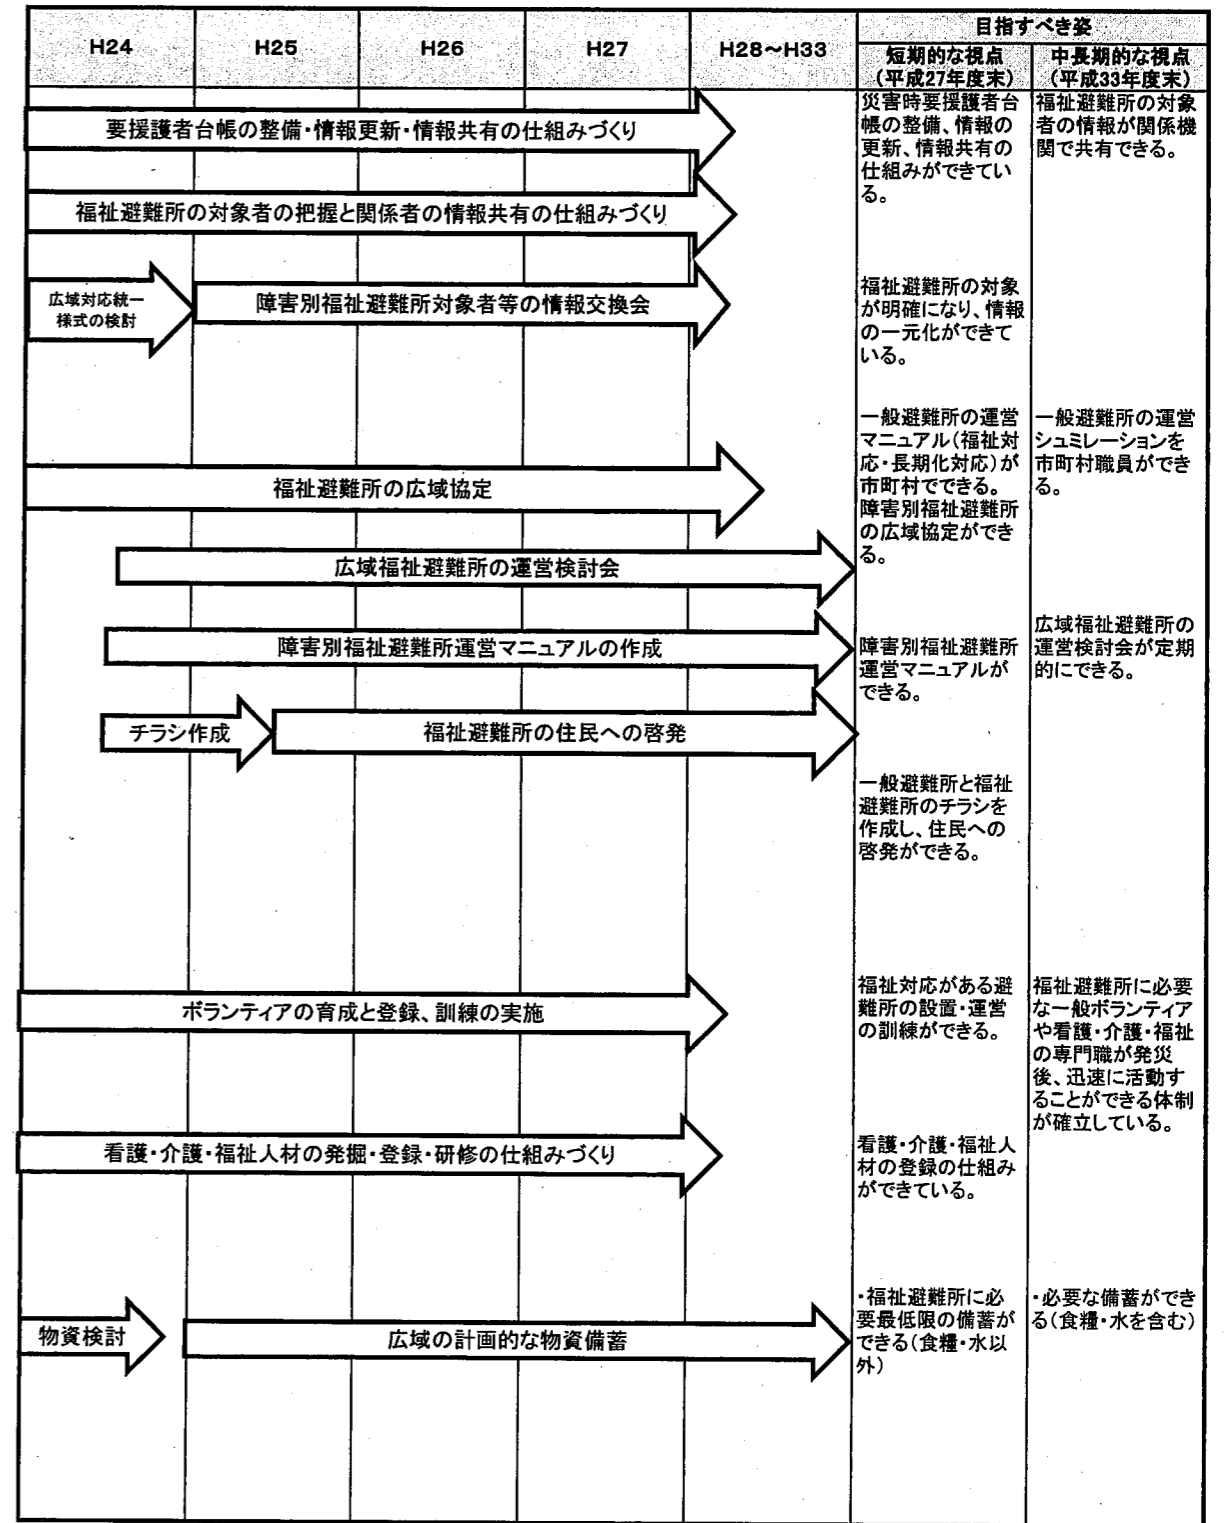 H24
H25
H26
H27
H28~H33
目指すべき姿
短期的な視点
(平成27年度末)
中長期的な視点
(平成33年度末)
要援護者台帳の整備・情報更新・情報共有の仕組みづくり
災害時要援護者台
帳の整備、情報の
更新、情報共有の
仕組みができてい
る。
福祉避難所の対象
者の情報が関係機
関で共有できる。
福祉避難所の対象者の把握と関係者の情報共有の仕組みづくり
広域対応統一
様式の検討
障害別福祉避難所対象者等の情報交換会
福祉避難所の対象
が明確になり、情報
の一元化ができて
いる。
福祉避難所の広域協定
一般避難所の運営
マニュアル(福祉対
応・長期化対応)が
市町村でできる。
障害別福祉避難所
の広域協定ができ
る。
一般避難所の運営
シュミレーションを
市町村職員ができ
る。
広域福祉避難所の運営検討会
障害別福祉避難所運営マニュアルの作成
障害別福祉避難所
運営マニュアルが
できる。
広域福祉避難所の
運営検討会が定期
的にできる。
チラシ作成
福祉避難所の住民への啓発
一般避難所と福祉
避難所のチラシを
作成し、住民への
啓発ができる。
ボランティアの育成と登録、訓練の実施
福祉対応がある避
難所の設置・運営
の訓練ができる。
福祉避難所に必要
な一般ボランティア
や看護・介護・福祉
の専門職が発災
後、迅速に活動す
ることができる体制
が確立している。
看護・介護・福祉人材の発掘・登録・研修の仕組みづくり
看護・介護・福祉人
材の登録の仕組み
ができている。
物資検討
広域の計画的な物資備蓄
・福祉避難所に必
要最低限の備蓄が
できる(食糧・水以
外)
・必要な備蓄ができ
る(食糧・水を含む)